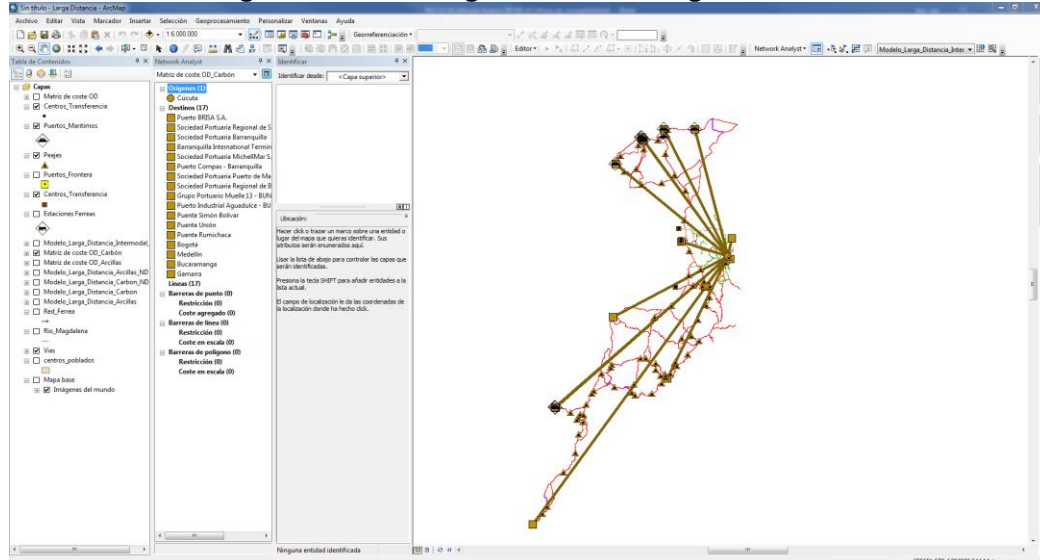 Sin título - Larga Distancia - ArcMap
Archivo Editar Vista Marcador Insertar Selección Geoprocesamiento Personalizar Ventanas Ayuda
1:6.000.000
Georreferenciación
Editor
Network Analyst
Modelo_Larga_Distancia_Inter
Tabla de Contenidos
Capas
Matriz de coste OD
Centros_Transferencia
Puertos_Maritimos
Peajes
Puertos_Frontera
Centros_Transferencia
Estaciones Ferreas
Modelo_Larga_Distancia_Intermodal_
Matriz de coste OD_Carbón
Matriz de coste OD_Arcillas
Modelo_Larga_Distancia_Arcillas_ND
Modelo_Larga_Distancia_Carbon_ND
Modelo_Larga_Distancia_Carbon
Modelo_Larga_Distancia_Arcillas
Red_Ferrea
Rio_Magdalena
Vias
centros_poblados
Mapa base
Imágenes del mundo
Network Analyst
Matriz de coste OD_Carbón
Orígenes (1)
Cúcuta
Destinos (17)
Puerto BRISA S.A.
Sociedad Portuaria Regional de S
Sociedad Portuaria Barranquilla
Barranquilla International Termin
Sociedad Portuaria MichellMar S.
Puerto Compas - Barranquilla
Sociedad Portuaria Puerto de Ma
Sociedad Portuaria Regional de B
Grupo Portuario Muelle 13 - BUN
Puerto Industrial Aguadulce - BU
Puente Simón Bolivar
Puente Unión
Puente Rumichaca
Bogotá
Medellín
Bucaramanga
Gamarra
Líneas (17)
Barreras de punto (0)
Restricción (0)
Coste agregado (0)
Barreras de línea (0)
Restricción (0)
Coste en escala (0)
Barreras de polígono (0)
Restricción (0)
Coste en escala (0)
Identificar
Identificar desde: <Capa superior>
Ubicación:
Hacer click o trazar un marco sobre una entidad o
lugar del mapa que quieras identificar. Sus
atributos serán enumerados aquí.
Usar la lista de abajo para controlar las capas que
serán identificadas.
Presiona la tecla SHIFT para añadir entidades a la
lista actual.
El campo de localización le da las coordenadas de
la localización donde ha hecho click.
Ninguna entidad identificada